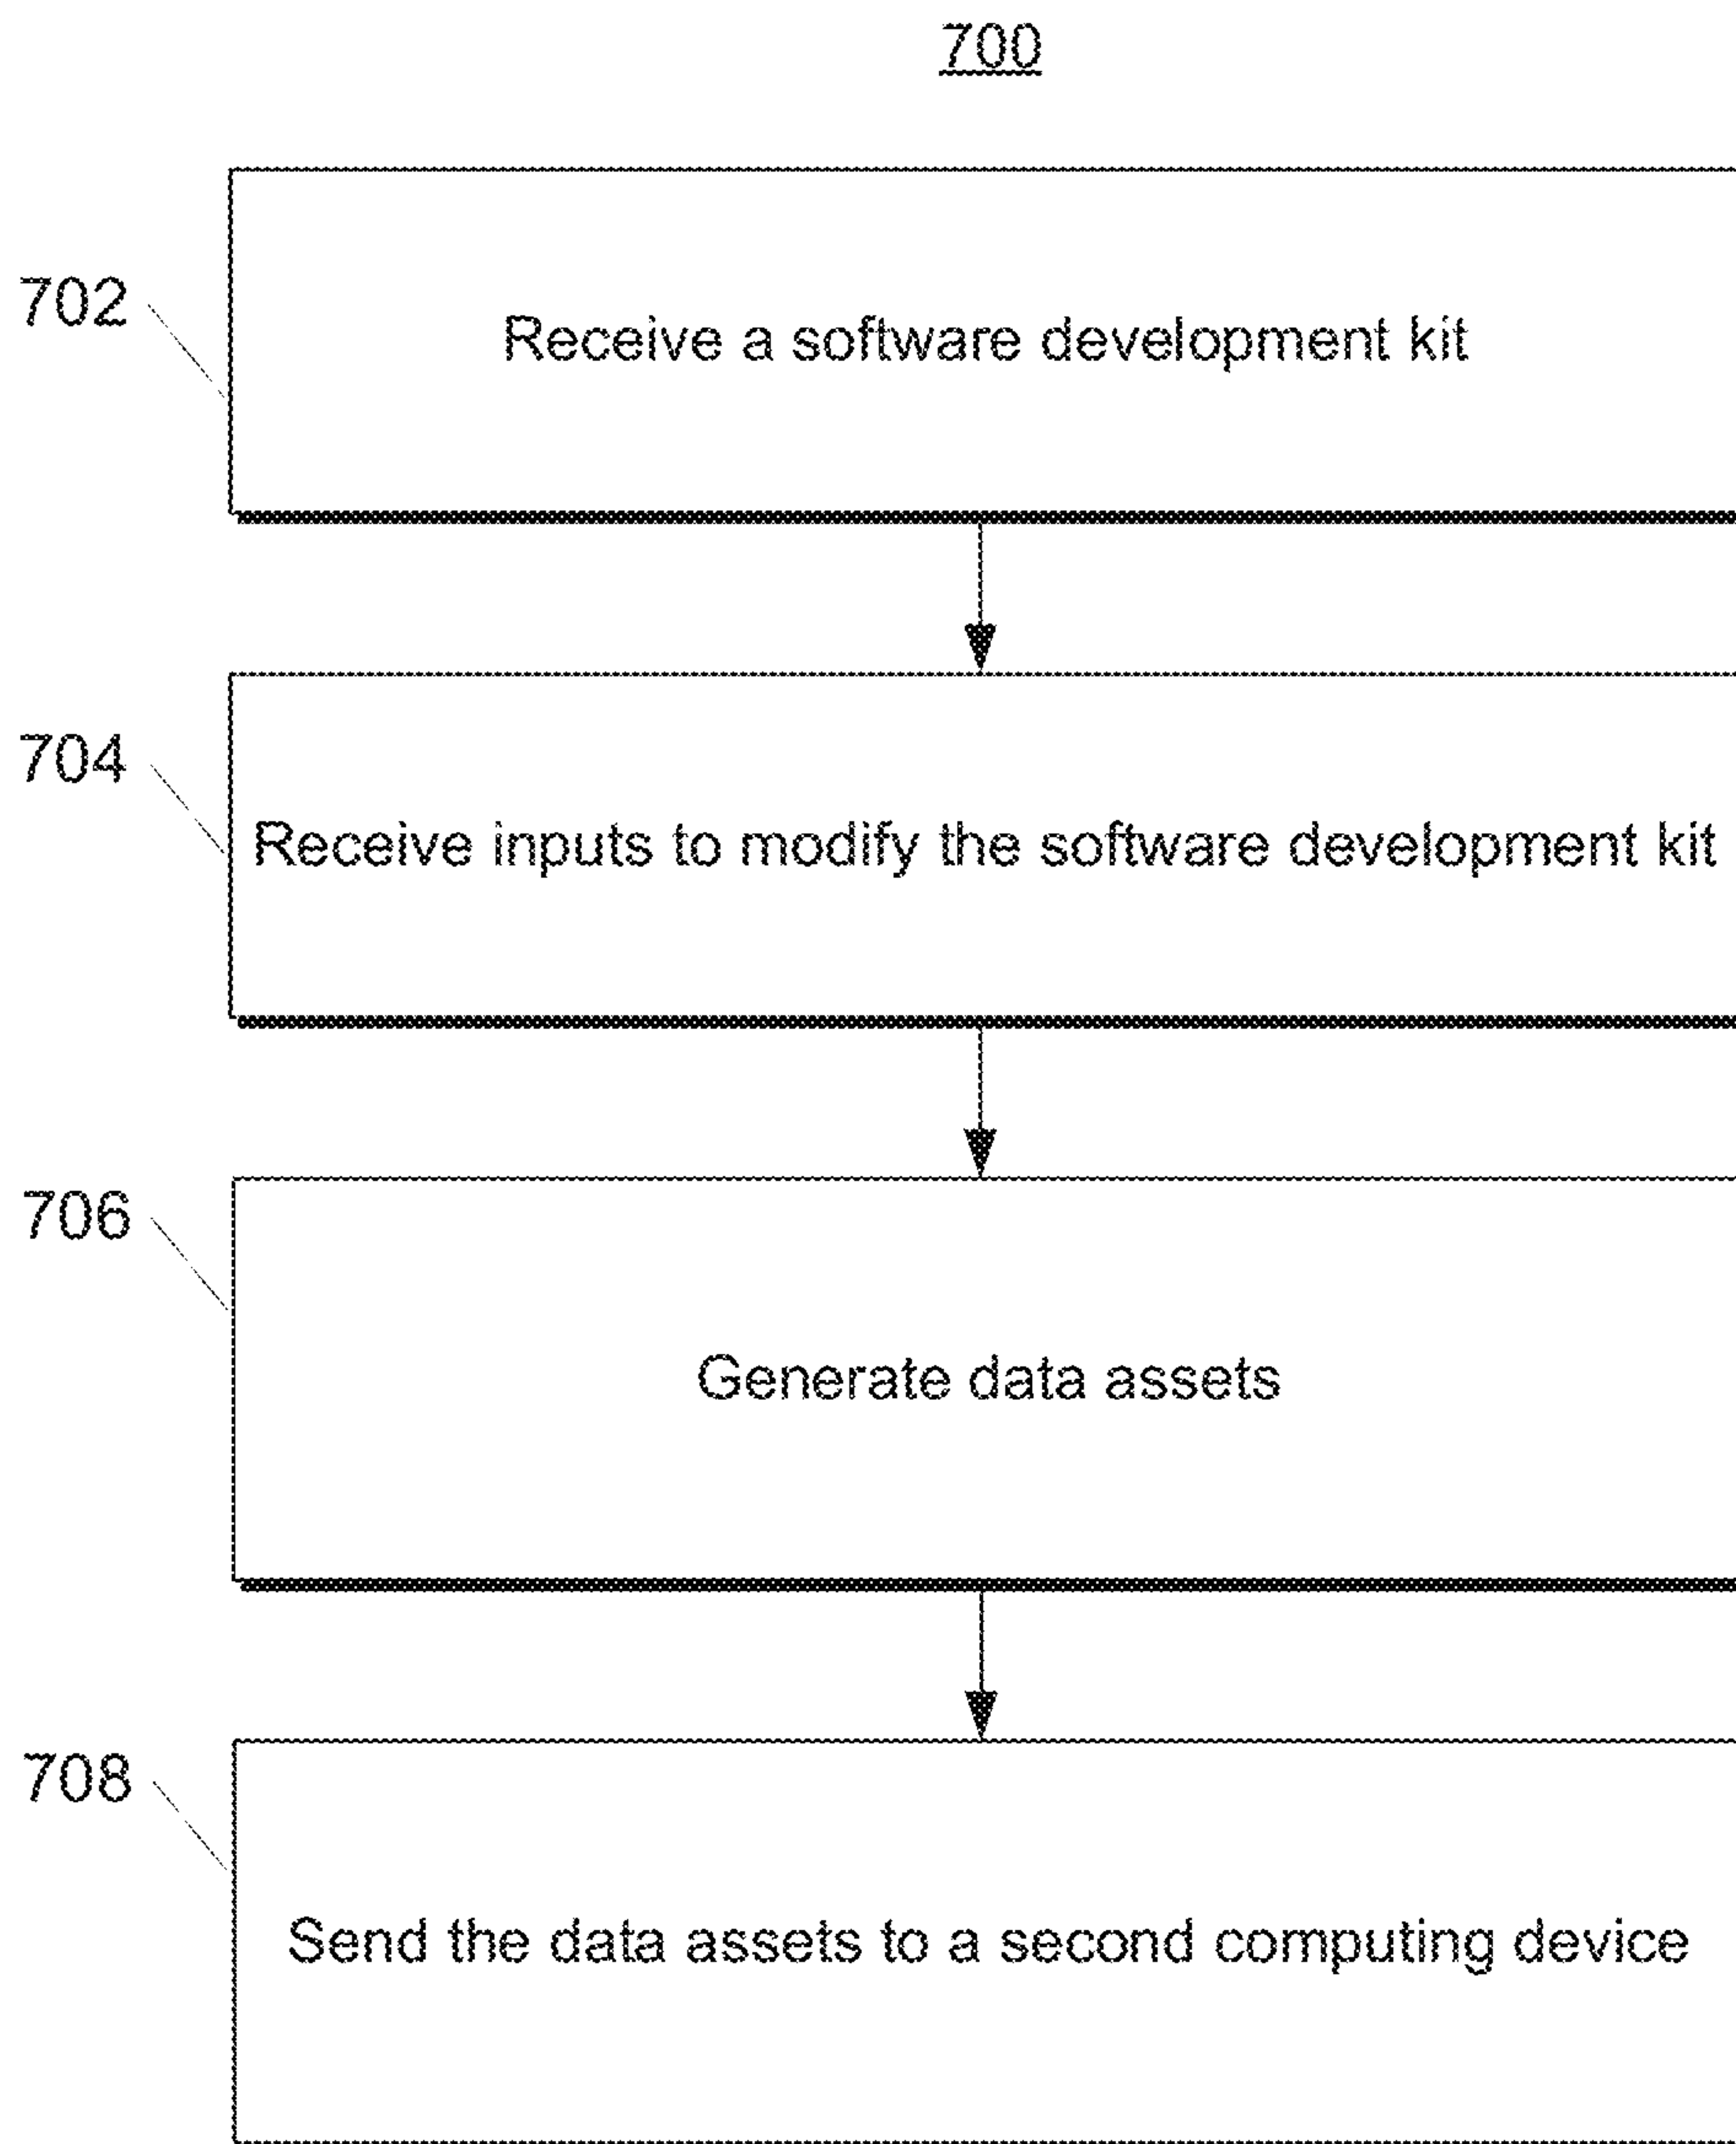 700
702
Receive a software development kit
704
Receive inputs to modify the software development kit
706
Generate data assets
708
Send the data assets to a second computing device